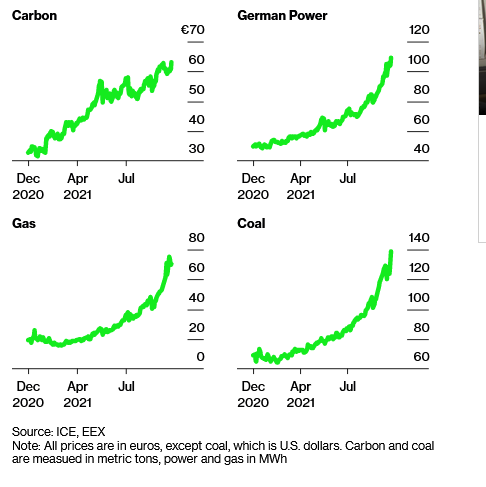 Carbon
€70
60
50
40
30
Dec Apr Jul
2020 2021
German Power
120
100
80
60
40
Dec Apr Jul
2020 2021
Gas
80
60
40
20
0
Dec Apr Jul
2020 2021
Coal
140
120
100
80
60
Dec Apr Jul
2020 2021
Source: ICE, EEX
Note: All prices are in euros, except coal, which is U.S. dollars. Carbon and coal
are measued in metric tons, power and gas in MWh